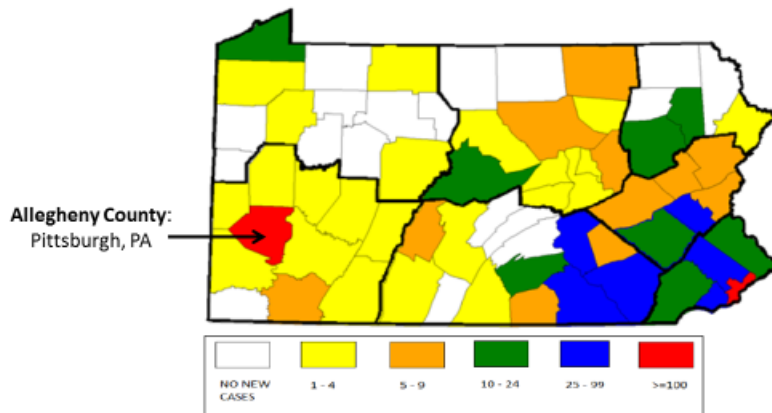 Allegheny County:
Pittsburgh, PA
NO NEW CASES
1 - 4
5 - 9
10 - 24
25 - 99
>=100